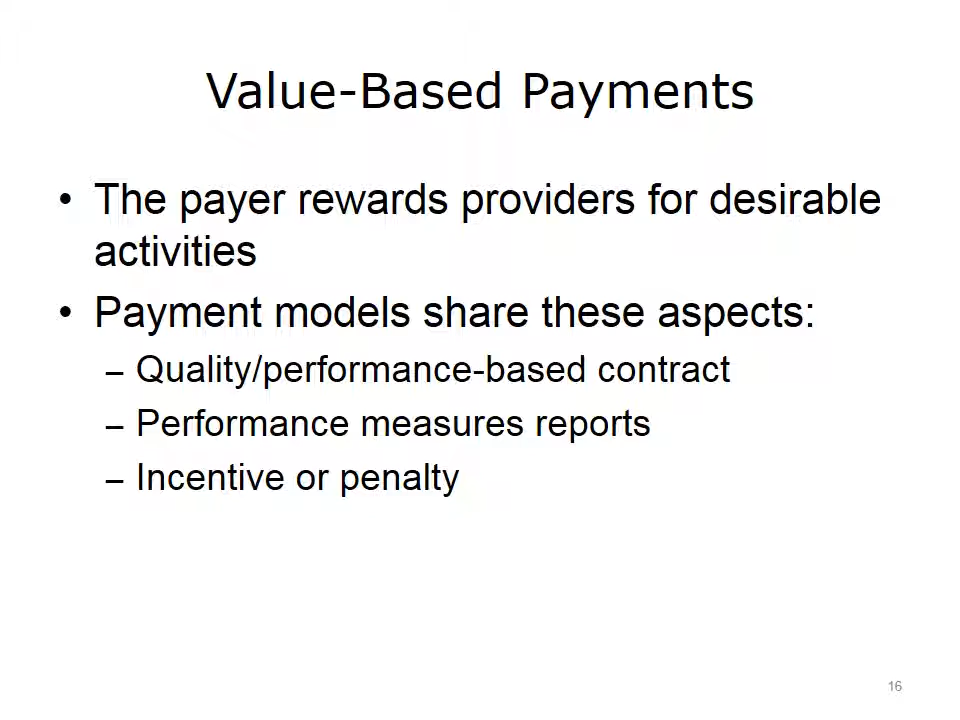 Value-Based Payments
• The payer rewards providers for desirable
activities
• Payment models share these aspects:
– Quality/performance-based contract
– Performance measures reports
– Incentive or penalty
16